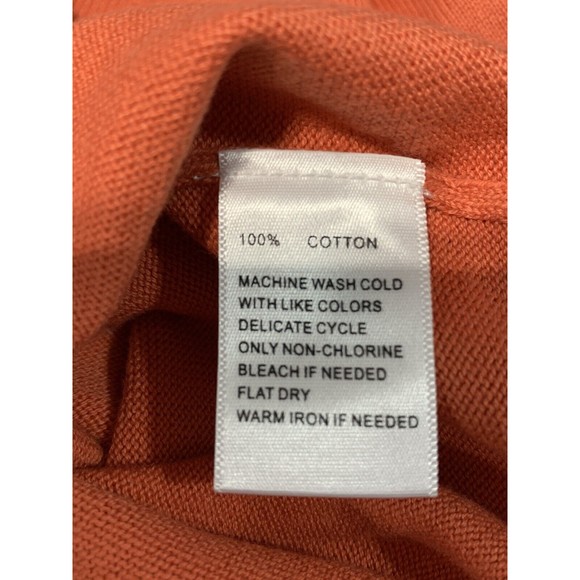 100% COTTON
MACHINE WASH COLD
WITH LIKE COLORS
DELICATE CYCLE
ONLY NON-CHLORINE
BLEACH IF NEEDED
FLAT DRY
WARM IRON IF NEEDED